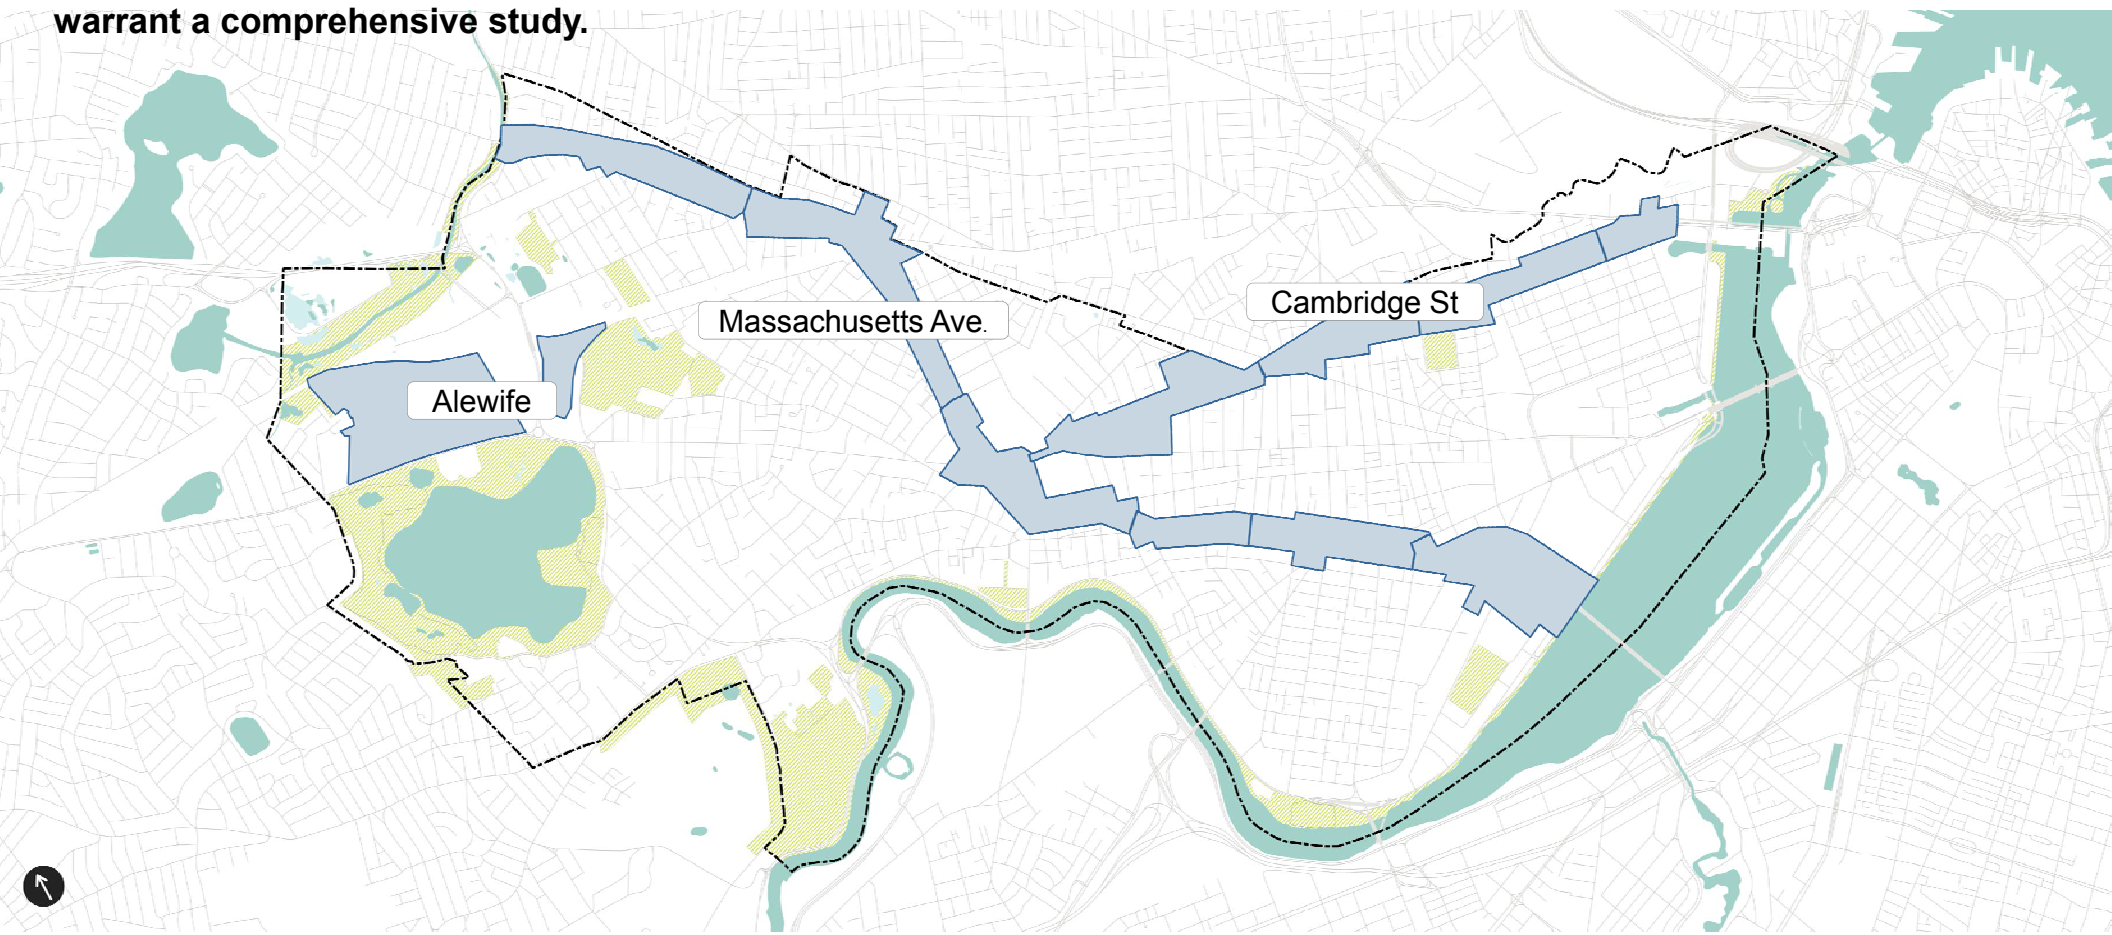 warrant a comprehensive study.
Cambridge St
Massachusetts Ave.
Alewife